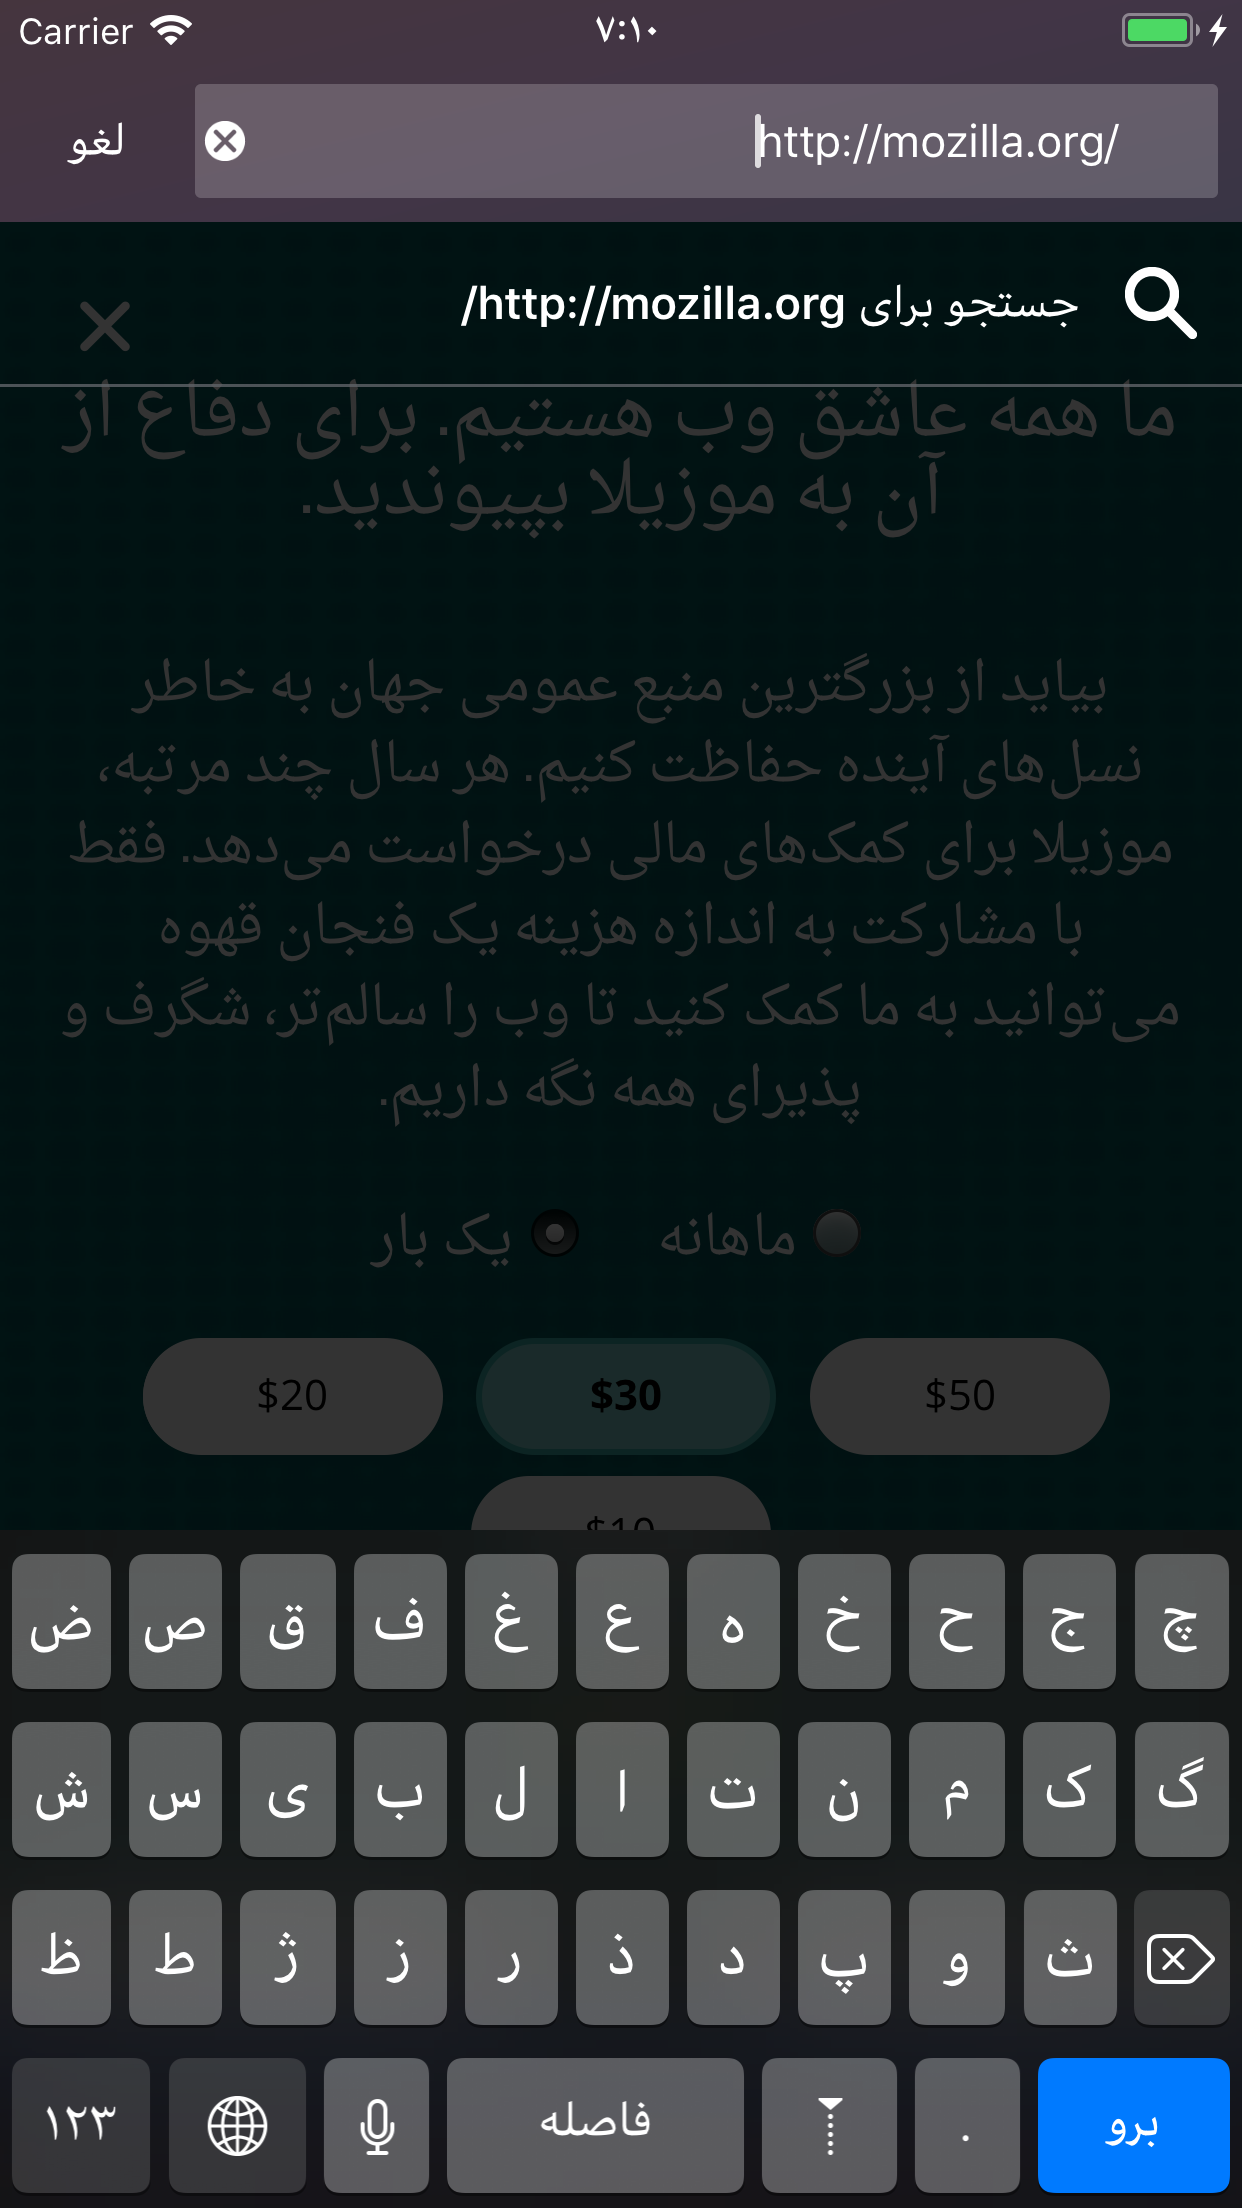 Carrier ۷:۱۰
http://mozilla.org/
لغو
جستجو برای http://mozilla.org/
ما همه عاشق وب هستیم. برای دفاع از
آن به موزیلا بپیوندید.
بیاید از بزرگترین منبع عمومی جهان به خاطر
نسل‌های آینده حفاظت کنیم. هر سال چند مرتبه،
موزیلا برای کمک‌های مالی درخواست می‌دهد. فقط
با مشارکت به اندازه هزینه یک فنجان قهوه
می‌توانید به ما کمک کنید تا وب را سالم‌تر، شگرف و
پذیرای همه نگه داریم.
ماهانه یک بار
$50 $30 $20
$10
چ ج ح خ ه ع غ ف ق ص ض
گ ک م ن ت ا ل ب ی س ش
ث و پ د ذ ر ز ژ ط ظ
برو . فاصله ۱۲۳